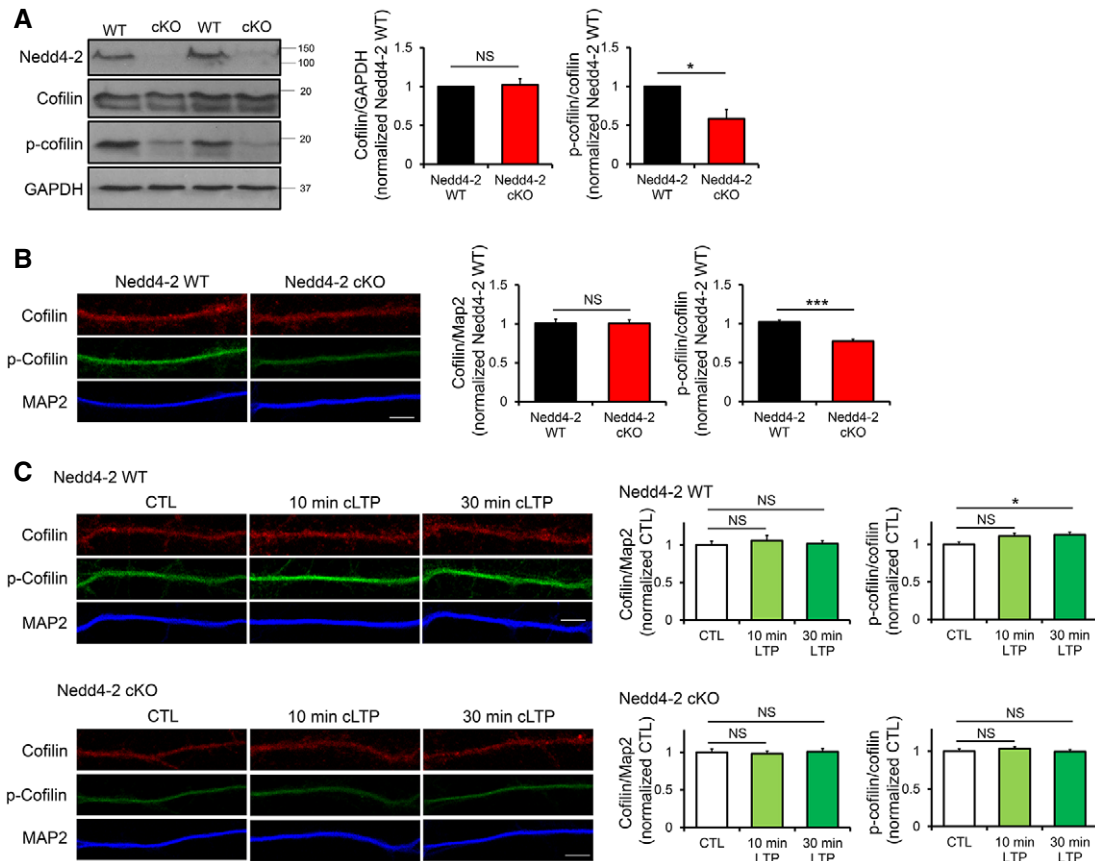 A
WT cKO WT cKO
Nedd4-2
150
100
Cofilin
20
p-cofilin
20
GAPDH
37
Cofilin/GAPDH
(normalized Nedd4-2 WT)
1.5
1
0.5
0
NS
Nedd4-2
WT
Nedd4-2
cKO
p-cofilin/cofilin
(normalized Nedd4-2 WT)
1.5
1
0.5
0
*
Nedd4-2
WT
Nedd4-2
cKO
B
Nedd4-2 WT
Nedd4-2 cKO
Cofilin
p-Cofilin
MAP2
Cofilin/Map2
(normalized Nedd4-2 WT)
1.5
1
0.5
0
NS
Nedd4-2
WT
Nedd4-2
cKO
p-cofilin/cofilin
(normalized Nedd4-2 WT)
1.5
1
0.5
0
***
Nedd4-2
WT
Nedd4-2
cKO
C
Nedd4-2 WT
CTL
10 min cLTP
30 min cLTP
Cofilin
p-Cofilin
MAP2
Nedd4-2 WT
Cofilin/Map2
(normalized CTL)
1.5
1
0.5
0
NS
NS
CTL
10 min
LTP
30 min
LTP
p-cofilin/cofilin
(normalized CTL)
1.5
1
0.5
0
*
NS
CTL
10 min
LTP
30 min
LTP
Nedd4-2 cKO
CTL
10 min cLTP
30 min cLTP
Cofilin
p-Cofilin
MAP2
Nedd4-2 cKO
Cofilin/Map2
(normalized CTL)
1.5
1
0.5
0
NS
NS
CTL
10 min
LTP
30 min
LTP
p-cofilin/cofilin
(normalized CTL)
1.5
1
0.5
0
NS
NS
CTL
10 min
LTP
30 min
LTP